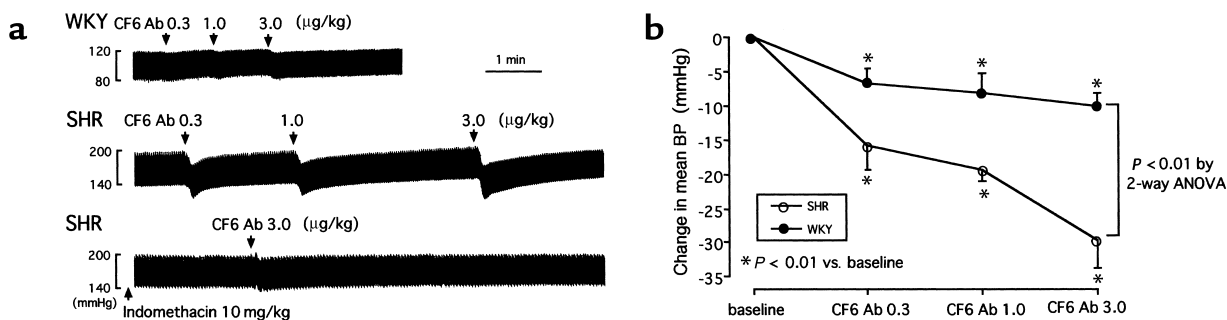 a
WKY CF6 Ab 0.3 1.0 3.0 (μg/kg)
120
80
1 min
SHR CF6 Ab 0.3 1.0 3.0 (μg/kg)
200
140
SHR CF6 Ab 3.0 (μg/kg)
200
140
(mmHg)
Indomethacin 10 mg/kg
b
Change in mean BP (mmHg)
0
-5
-10
-15
-20
-25
-30
-35
*
*
*
*
*
*
P < 0.01 by
2-way ANOVA
SHR
WKY
* P < 0.01 vs. baseline
baseline CF6 Ab 0.3 CF6 Ab 1.0 CF6 Ab 3.0